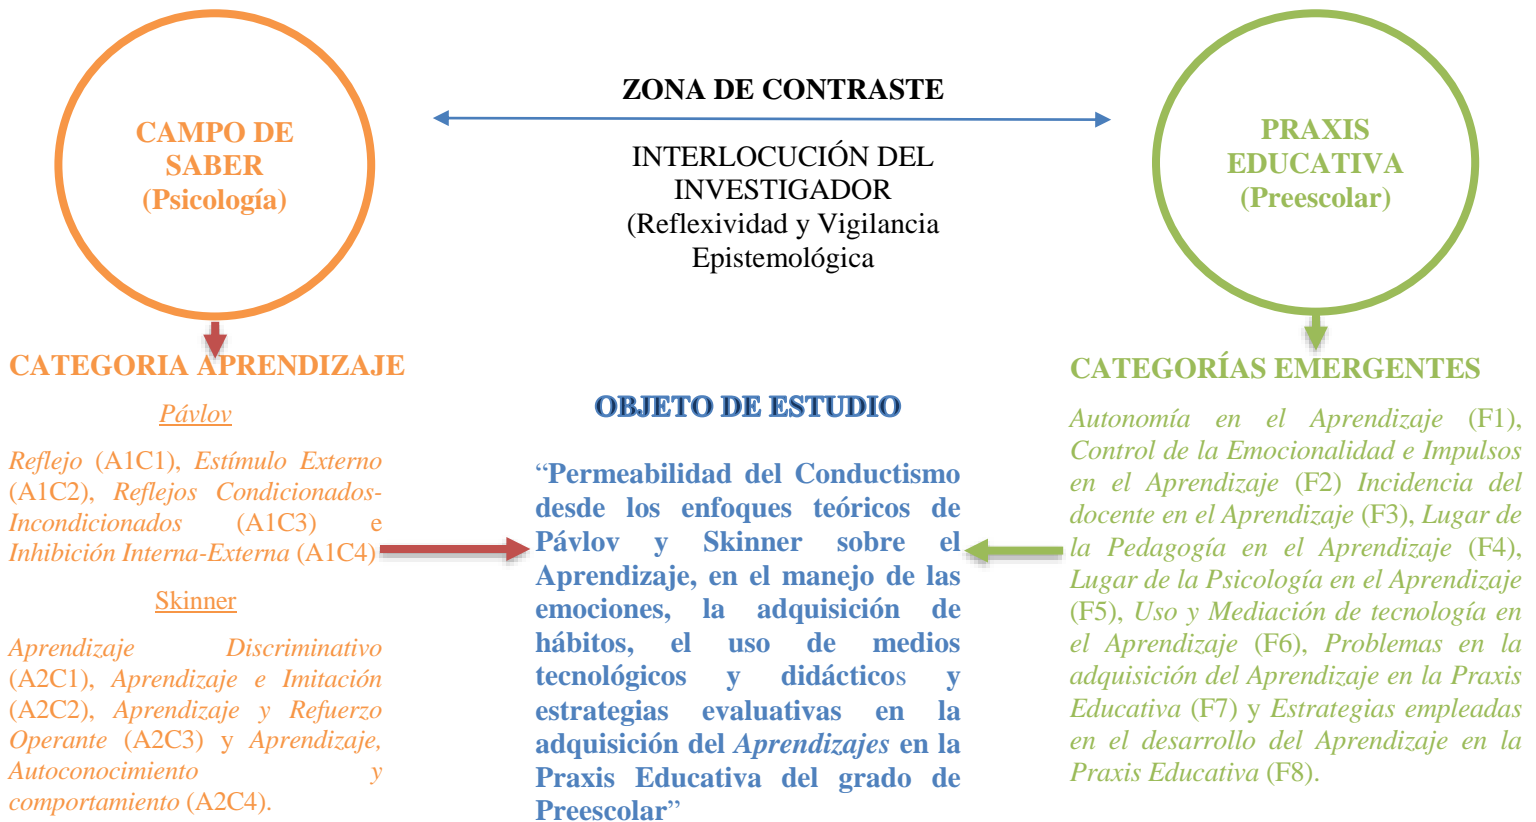 CAMPO DE
SABER
(Psicología)
ZONA DE CONTRASTE
INTERLOCUCIÓN DEL
INVESTIGADOR
(Reflexividad y Vigilancia
Epistemológica
PRAXIS
EDUCATIVA
(Preescolar)
CATEGORIA APRENDIZAJE
Pávlov
Reflejo (A1C1), Estímulo Externo
(A1C2), Reflejos Condicionados-
Incondicionados (A1C3) e
Inhibición Interna-Externa (A1C4)
Skinner
Aprendizaje Discriminativo
(A2C1), Aprendizaje e Imitación
(A2C2), Aprendizaje y Refuerzo
Operante (A2C3) y Aprendizaje,
Autoconocimiento y
comportamiento (A2C4).
OBJETO DE ESTUDIO
“Permeabilidad del Conductismo
desde los enfoques teóricos de
Pávlov y Skinner sobre el
Aprendizaje, en el manejo de las
emociones, la adquisición de
hábitos, el uso de medios
tecnológicos y didácticos y
estrategias evaluativas en la
adquisición del Aprendizajes en la
Praxis Educativa del grado de
Preescolar”
CATEGORÍAS EMERGENTES
Autonomía en el Aprendizaje (F1),
Control de la Emocionalidad e Impulsos
en el Aprendizaje (F2) Incidencia del
docente en el Aprendizaje (F3), Lugar de
la Pedagogía en el Aprendizaje (F4),
Lugar de la Psicología en el Aprendizaje
(F5), Uso y Mediación de tecnología en
el Aprendizaje (F6), Problemas en la
adquisición del Aprendizaje en la Praxis
Educativa (F7) y Estrategias empleadas
en el desarrollo del Aprendizaje en la
Praxis Educativa (F8).